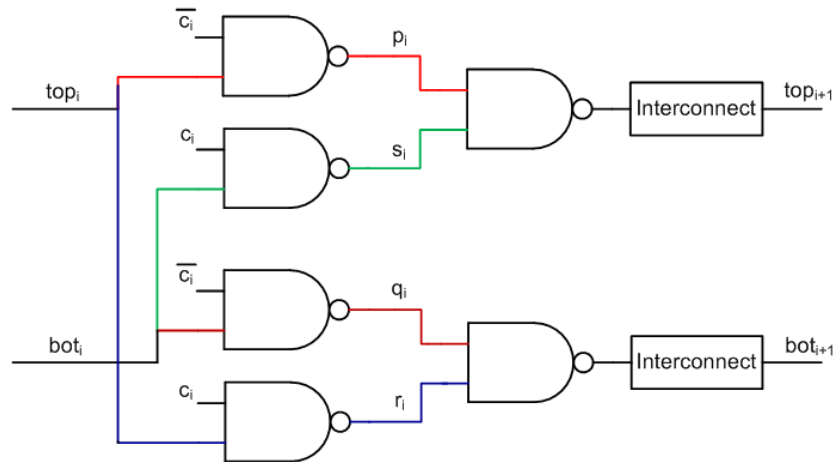 c̅ᵢ
pᵢ
topᵢ
topᵢ₊₁
Interconnect
cᵢ
sᵢ
c̅ᵢ
qᵢ
botᵢ
botᵢ₊₁
Interconnect
cᵢ
rᵢ